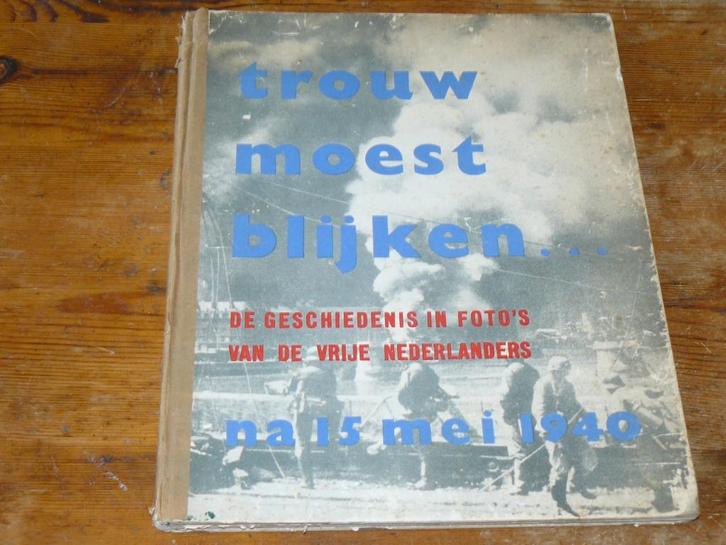 trouw
moest
blijken...
DE GESCHIEDENIS IN FOTO'S
VAN DE VRIJE NEDERLANDERS
na 15 mei 1940